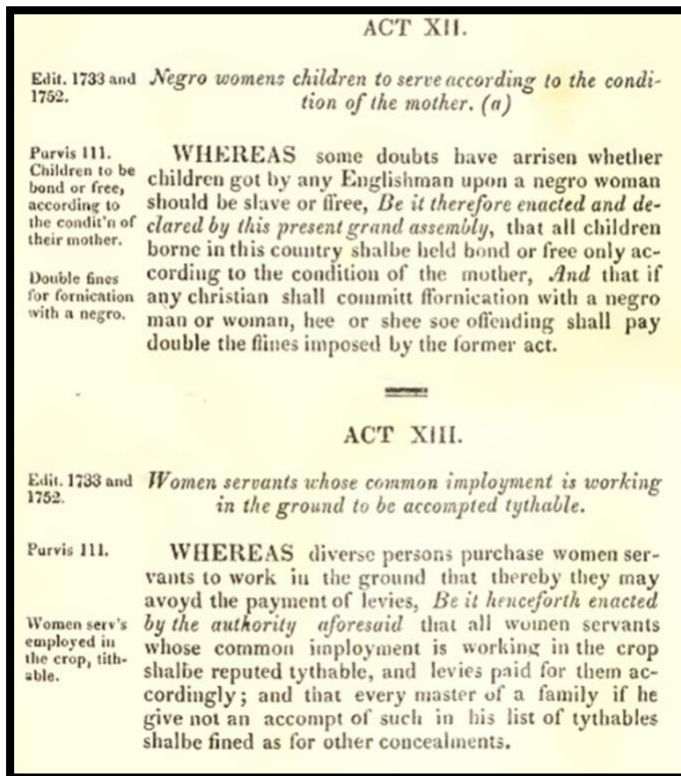 ACT XII.
Edit. 1733 and
1752.
Negro womens children to serve according to the condi-
tion of the mother. (a)
Purvis 111.
Children to be
bond or free,
according to
the condit'n of
their mother.
Double fines
for fornication
with a negro.
WHEREAS some doubts have arrisen whether
children got by any Englishman upon a negro woman
should be slave or ffree, Be it therefore enacted and de-
clared by this present grand assembly, that all children
borne in this country shalbe held bond or free only ac-
cording to the condition of the mother, And that if
any christian shall committ ffornication with a negro
man or woman, hee or shee soe offending shall pay
double the ffines imposed by the former act.
ACT XIII.
Edit. 1733 and
1752.
Women servants whose common imployment is working
in the ground to be accompted tythable.
Purvis 111.
Women serv's
employed in
the crop, tith-
able.
WHEREAS diverse persons purchase women ser-
vants to work in the ground that thereby they may
avoyd the payment of levies, Be it henceforth enacted
by the authority aforesaid that all women servants
whose common imployment is working in the crop
shalbe reputed tythable, and levies paid for them ac-
cordingly; and that every master of a family if he
give not an accompt of such in his list of tythables
shalbe fined as for other concealments.